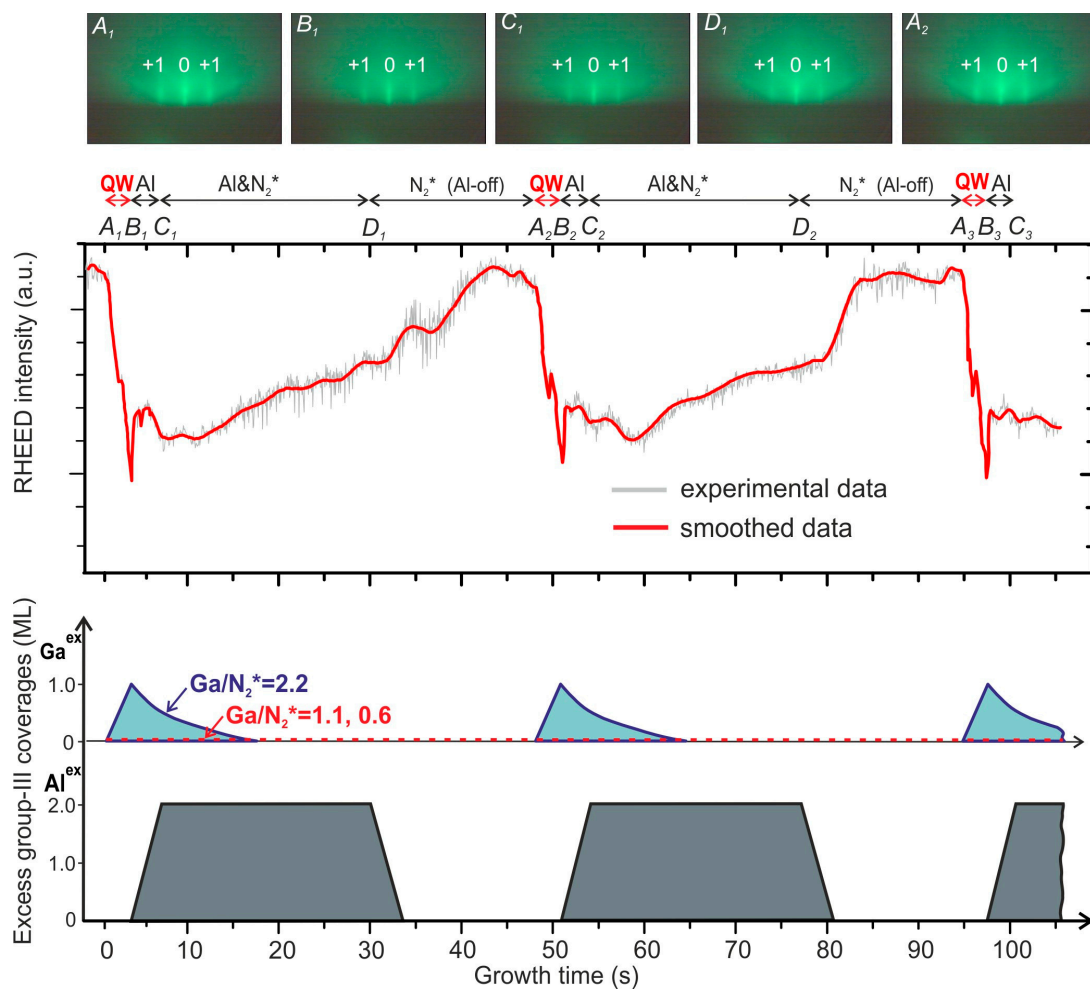 A1 B1 C1 D1 A2
+1 0 +1 +1 0 +1 +1 0 +1 +1 0 +1 +1 0 +1
QW Al Al&N2* N2* (Al-off) QW Al Al&N2* N2* (Al-off) QW Al
A1 B1 C1 D1 A2 B2 C2 D2 A3 B3 C3
RHEED intensity (a.u.)
experimental data
smoothed data
Excess group-III coverages (ML)
Ga^ex
1.0
0
Ga/N2*=2.2
Ga/N2*=1.1, 0.6
Al^ex
2.0
1.0
0
0 10 20 30 40 50 60 70 80 90 100
Growth time (s)